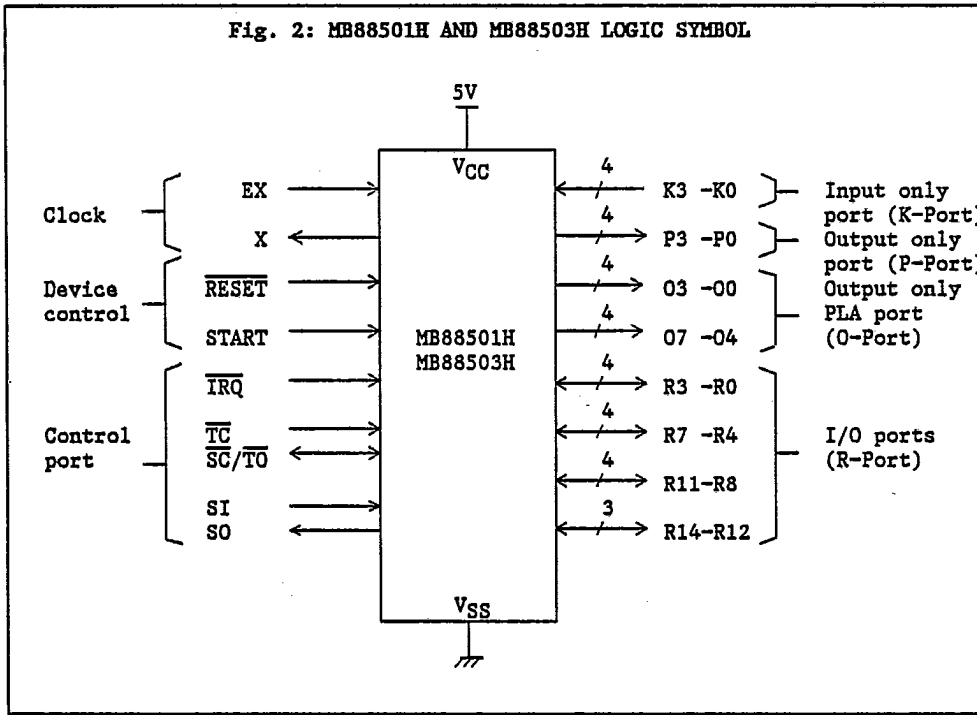 Fig. 2: MB88501H AND MB88503H LOGIC SYMBOL
5V
VCC
Clock
EX
X
Device
control
RESET
START
Control
port
IRQ
TC
SC/TO
SI
SO
MB88501H
MB88503H
VSS
4
K3 -K0
Input only
port (K-Port)
4
P3 -P0
Output only
port (P-Port)
4
O3 -O0
Output only
PLA port
(O-Port)
4
O7 -O4
4
R3 -R0
4
R7 -R4
I/O ports
(R-Port)
4
R11-R8
3
R14-R12